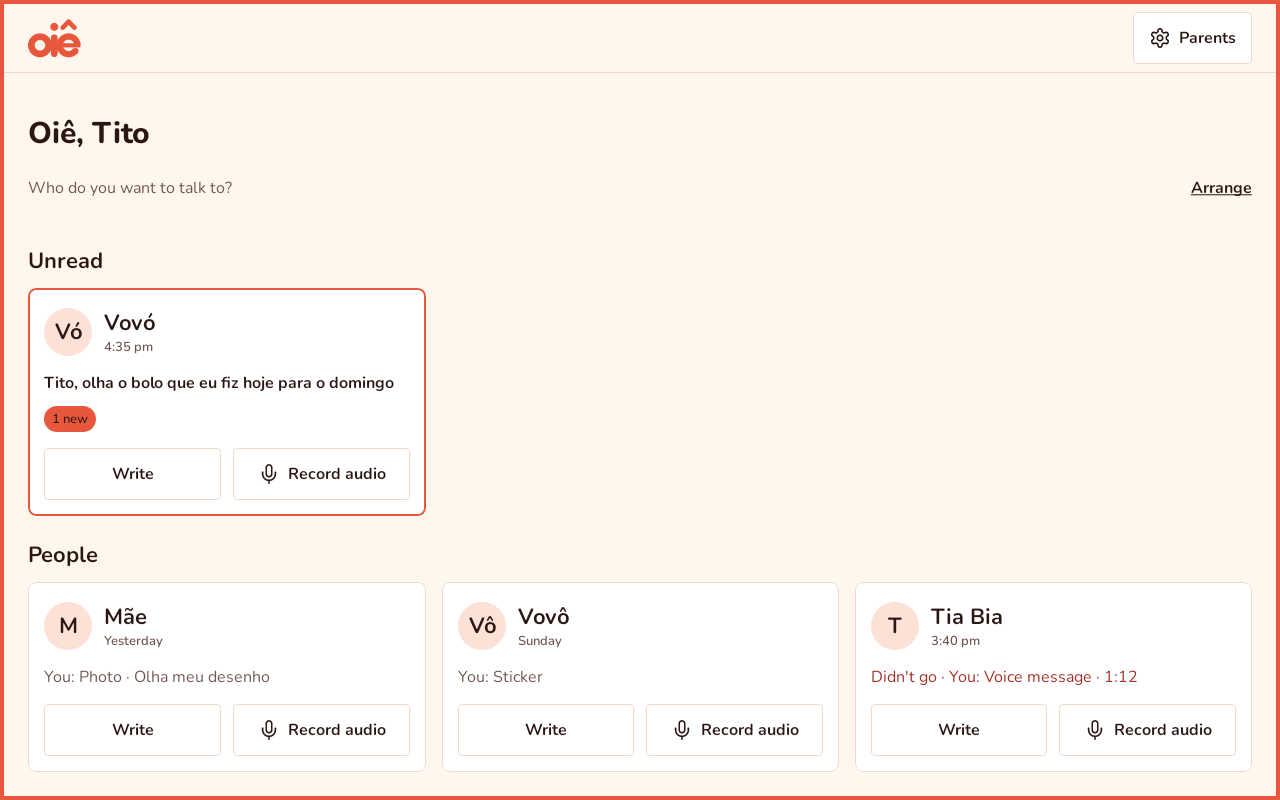 oiê
Parents
Oiê, Tito
Who do you want to talk to?
Arrange
Unread
Vó
Vovó
4:35 pm
Tito, olha o bolo que eu fiz hoje para o domingo
1 new
Write
Record audio
People
M
Mãe
Yesterday
You: Photo · Olha meu desenho
Write
Record audio
Vô
Vovô
Sunday
You: Sticker
Write
Record audio
T
Tia Bia
3:40 pm
Didn't go · You: Voice message · 1:12
Write
Record audio